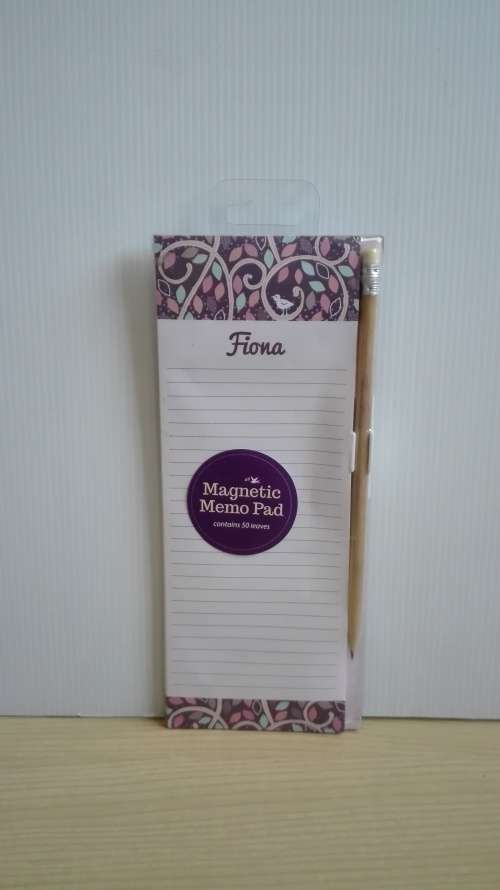 Fiona
Magnetic
Memo Pad
contains 50 leaves